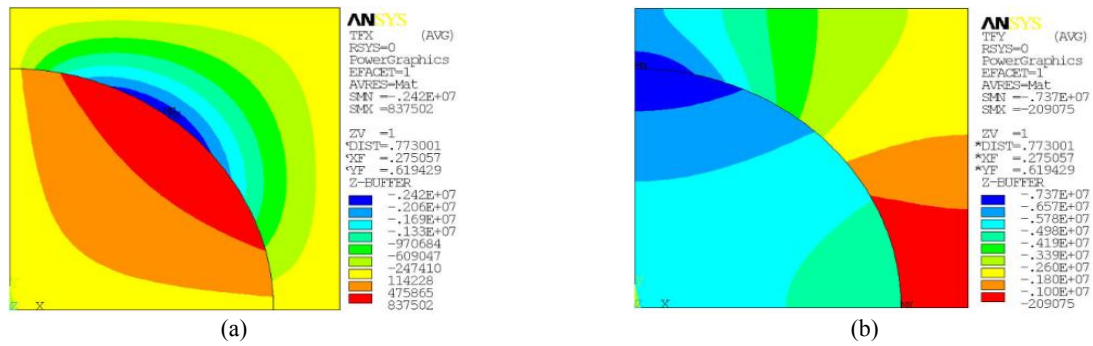 ANSYS
TFX (AVG)
RSYS=0
PowerGraphics
EFACET=1
AVRES=Mat
SMN =-.242E+07
SMX =837502
ZV =1
DIST=.773001
XF =.275057
YF =.619429
Z-BUFFER
-.242E+07
-.206E+07
-.169E+07
-.133E+07
-970684
-609047
-247410
114228
475865
837502
Z X
(a)
ANSYS
TFY (AVG)
RSYS=0
PowerGraphics
EFACET=1
AVRES=Mat
SMN =-.737E+07
SMX =-209075
ZV =1
*DIST=.773001
*XF =.275057
*YF =.619429
Z-BUFFER
-.737E+07
-.657E+07
-.578E+07
-.498E+07
-.419E+07
-.339E+07
-.260E+07
-.180E+07
-.100E+07
-209075
Z X
(b)